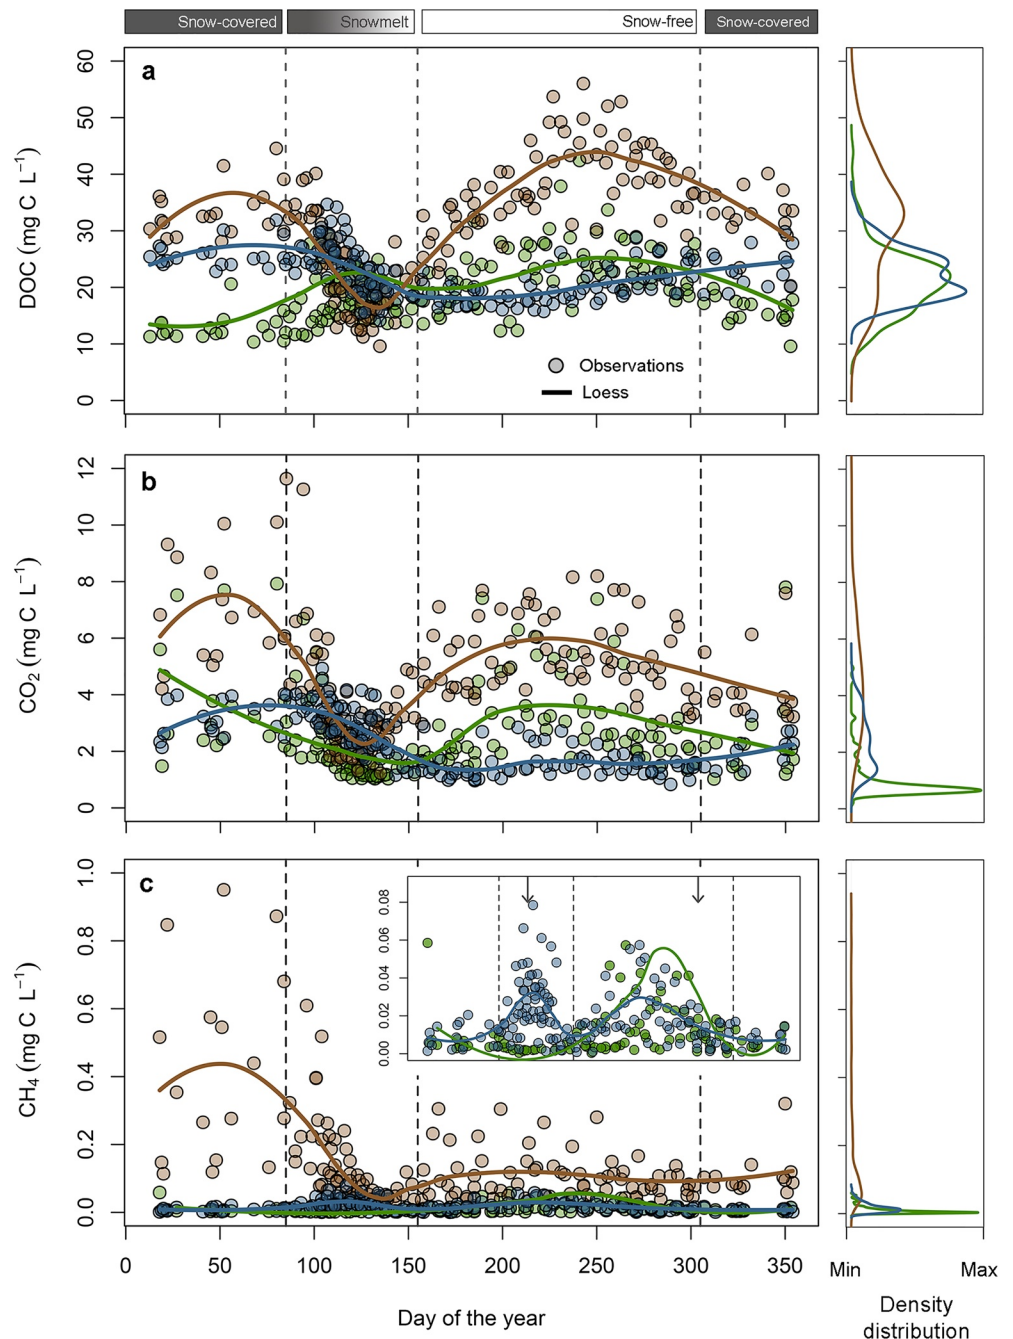 Snow-covered Snowmelt Snow-free Snow-covered
a
DOC (mg C L⁻¹)
60
50
40
30
20
10
0
Observations
Loess
b
CO₂ (mg C L⁻¹)
12
10
8
6
4
2
0
c
CH₄ (mg C L⁻¹)
1.0
0.8
0.6
0.4
0.2
0.0
0.08
0.06
0.04
0.02
0.00
0 50 100 150 200 250 300 350
Day of the year
Min Max
Density
distribution